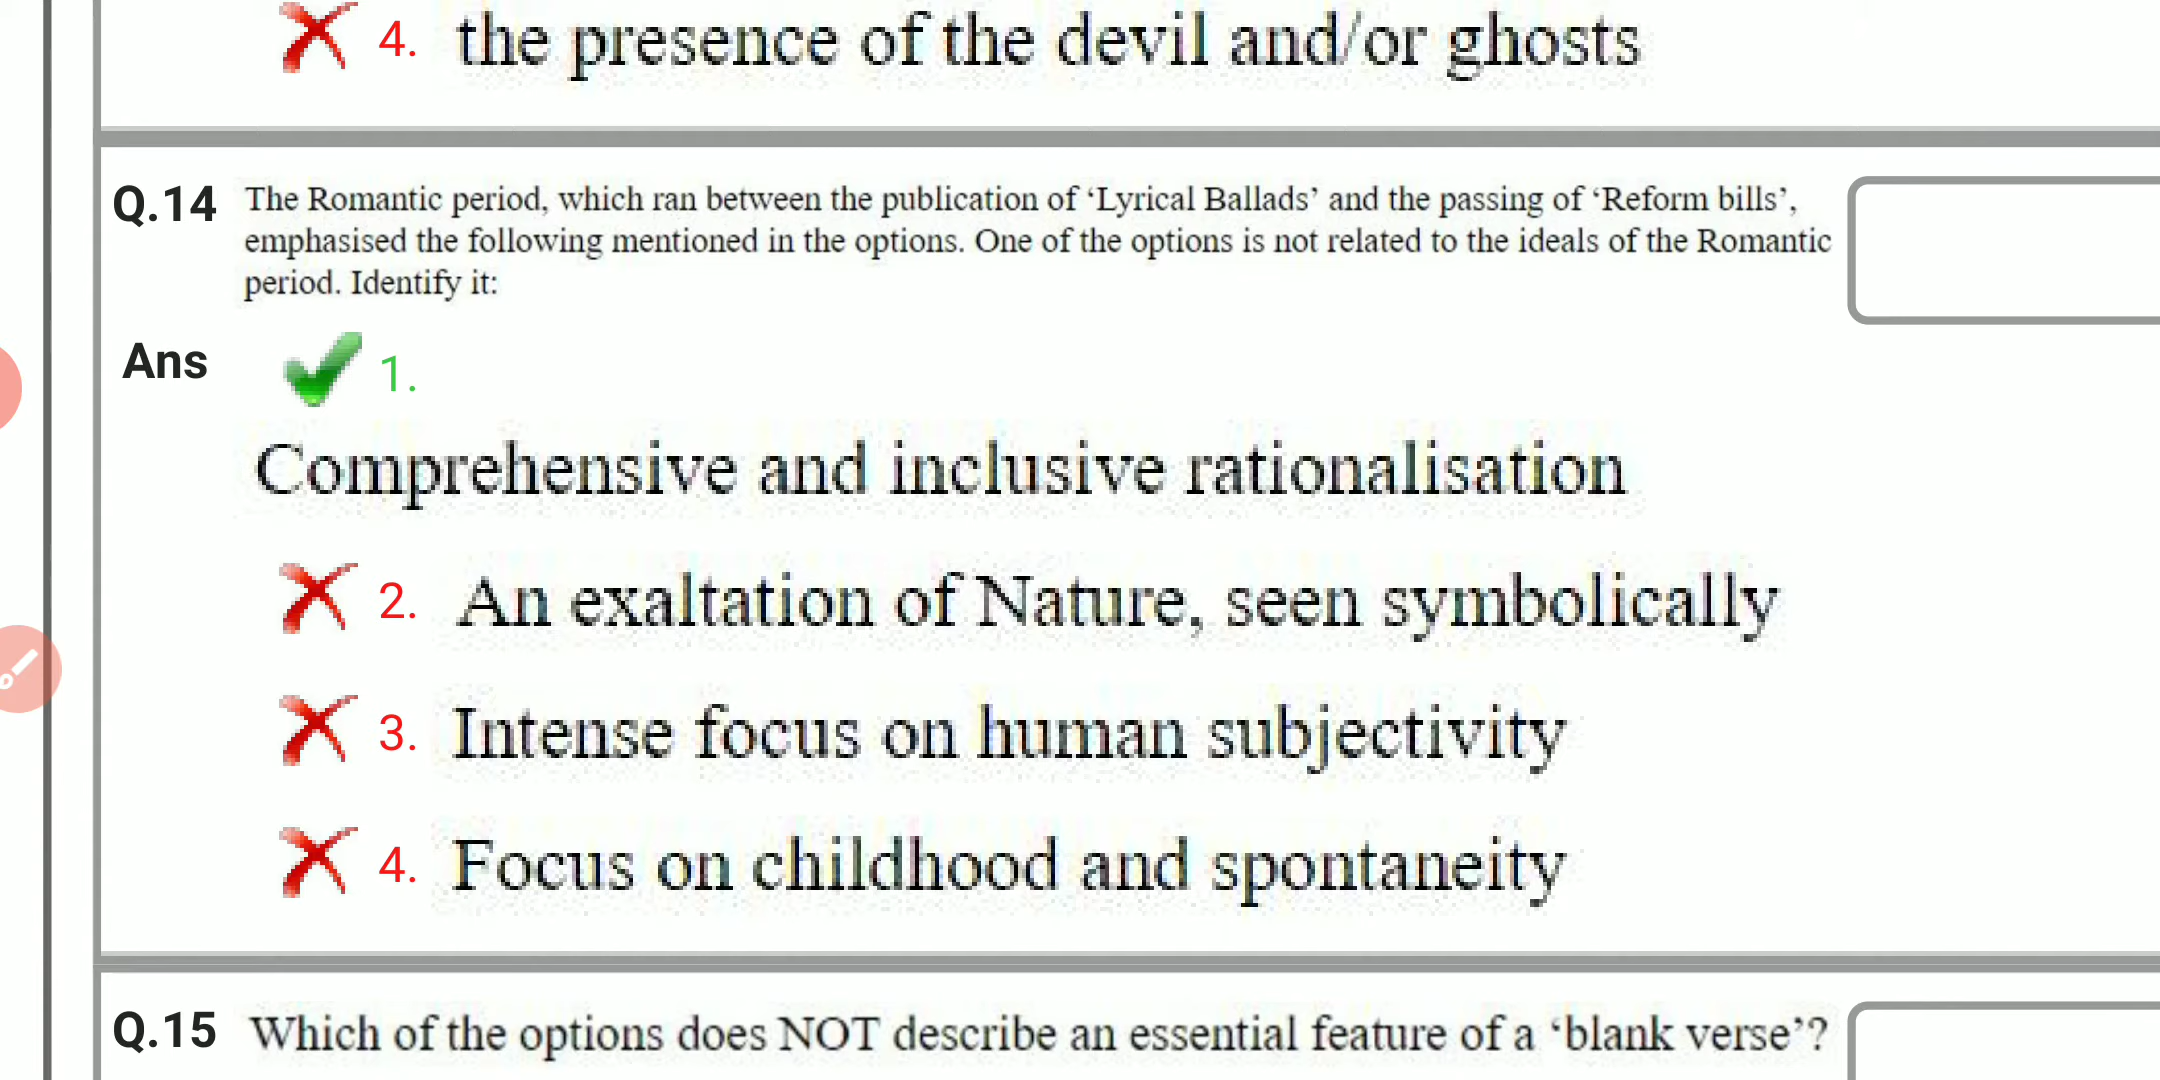 4. the presence of the devil and/or ghosts
Q.14 The Romantic period, which ran between the publication of ‘Lyrical Ballads’ and the passing of ‘Reform bills’,
emphasised the following mentioned in the options. One of the options is not related to the ideals of the Romantic
period. Identify it:
Ans 1.
Comprehensive and inclusive rationalisation
2. An exaltation of Nature, seen symbolically
3. Intense focus on human subjectivity
4. Focus on childhood and spontaneity
Q.15 Which of the options does NOT describe an essential feature of a ‘blank verse’?